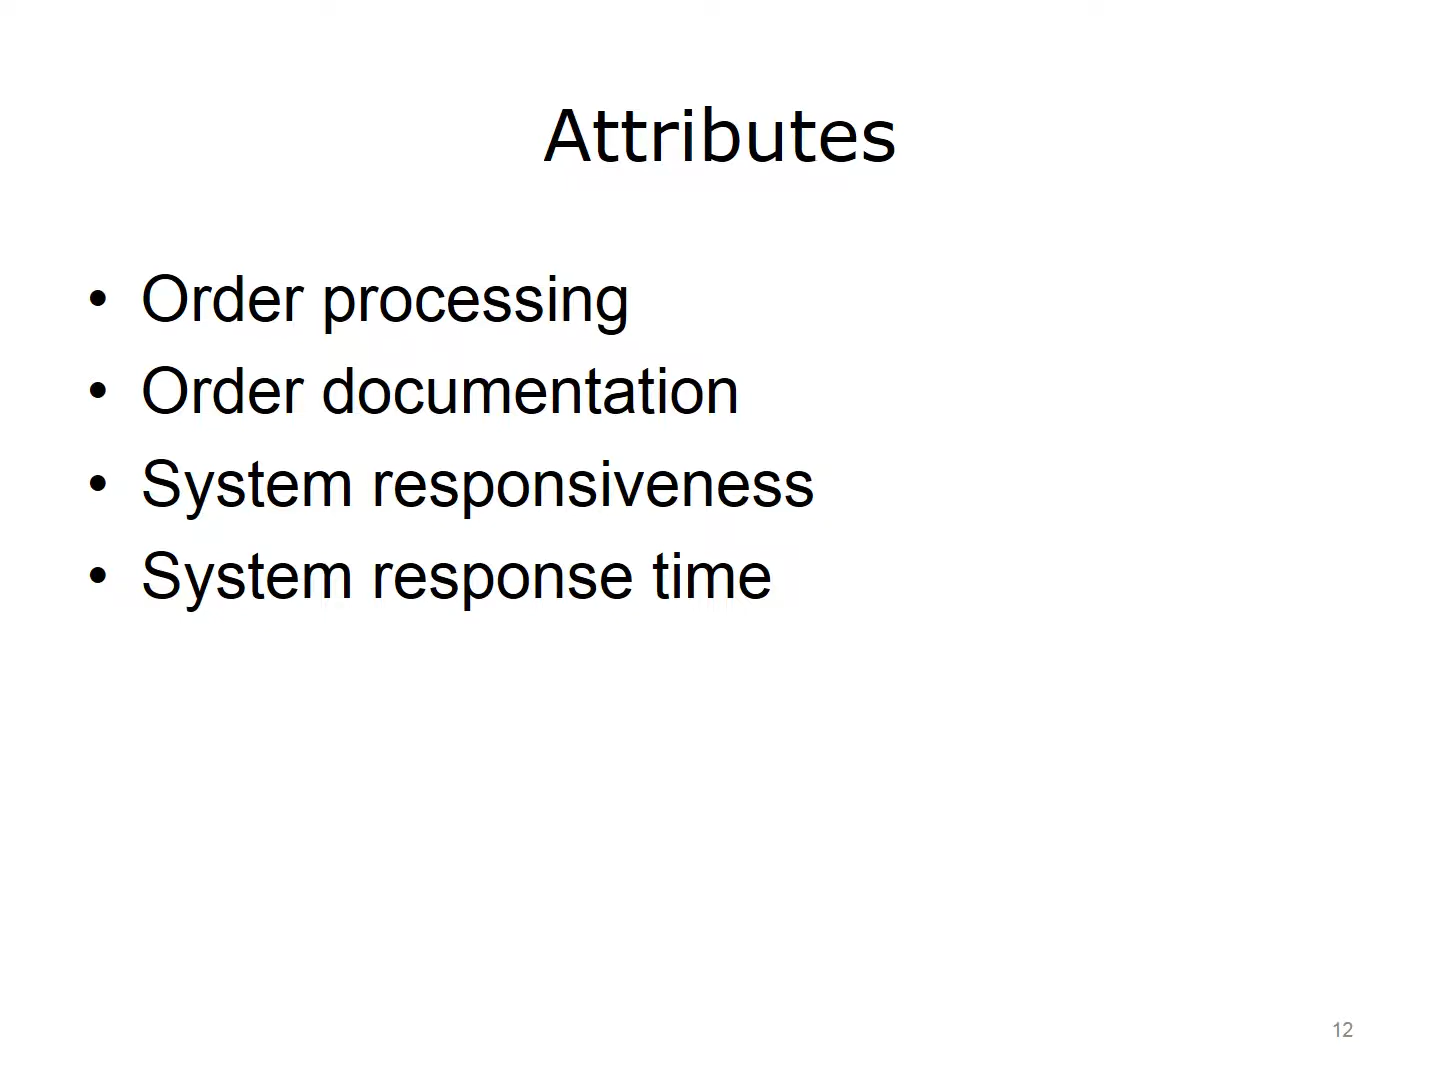 Attributes
• Order processing
• Order documentation
• System responsiveness
• System response time
12